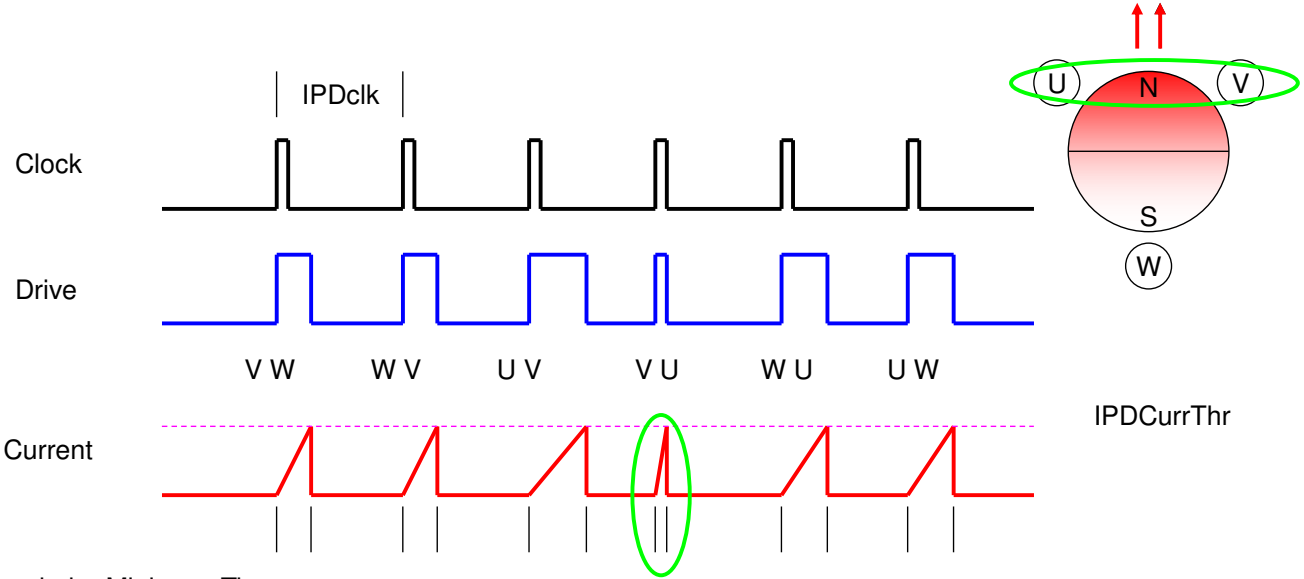 IPDclk
U
N
V
Clock
S
W
Drive
V W
W V
U V
V U
W U
U W
IPDCurrThr
Current